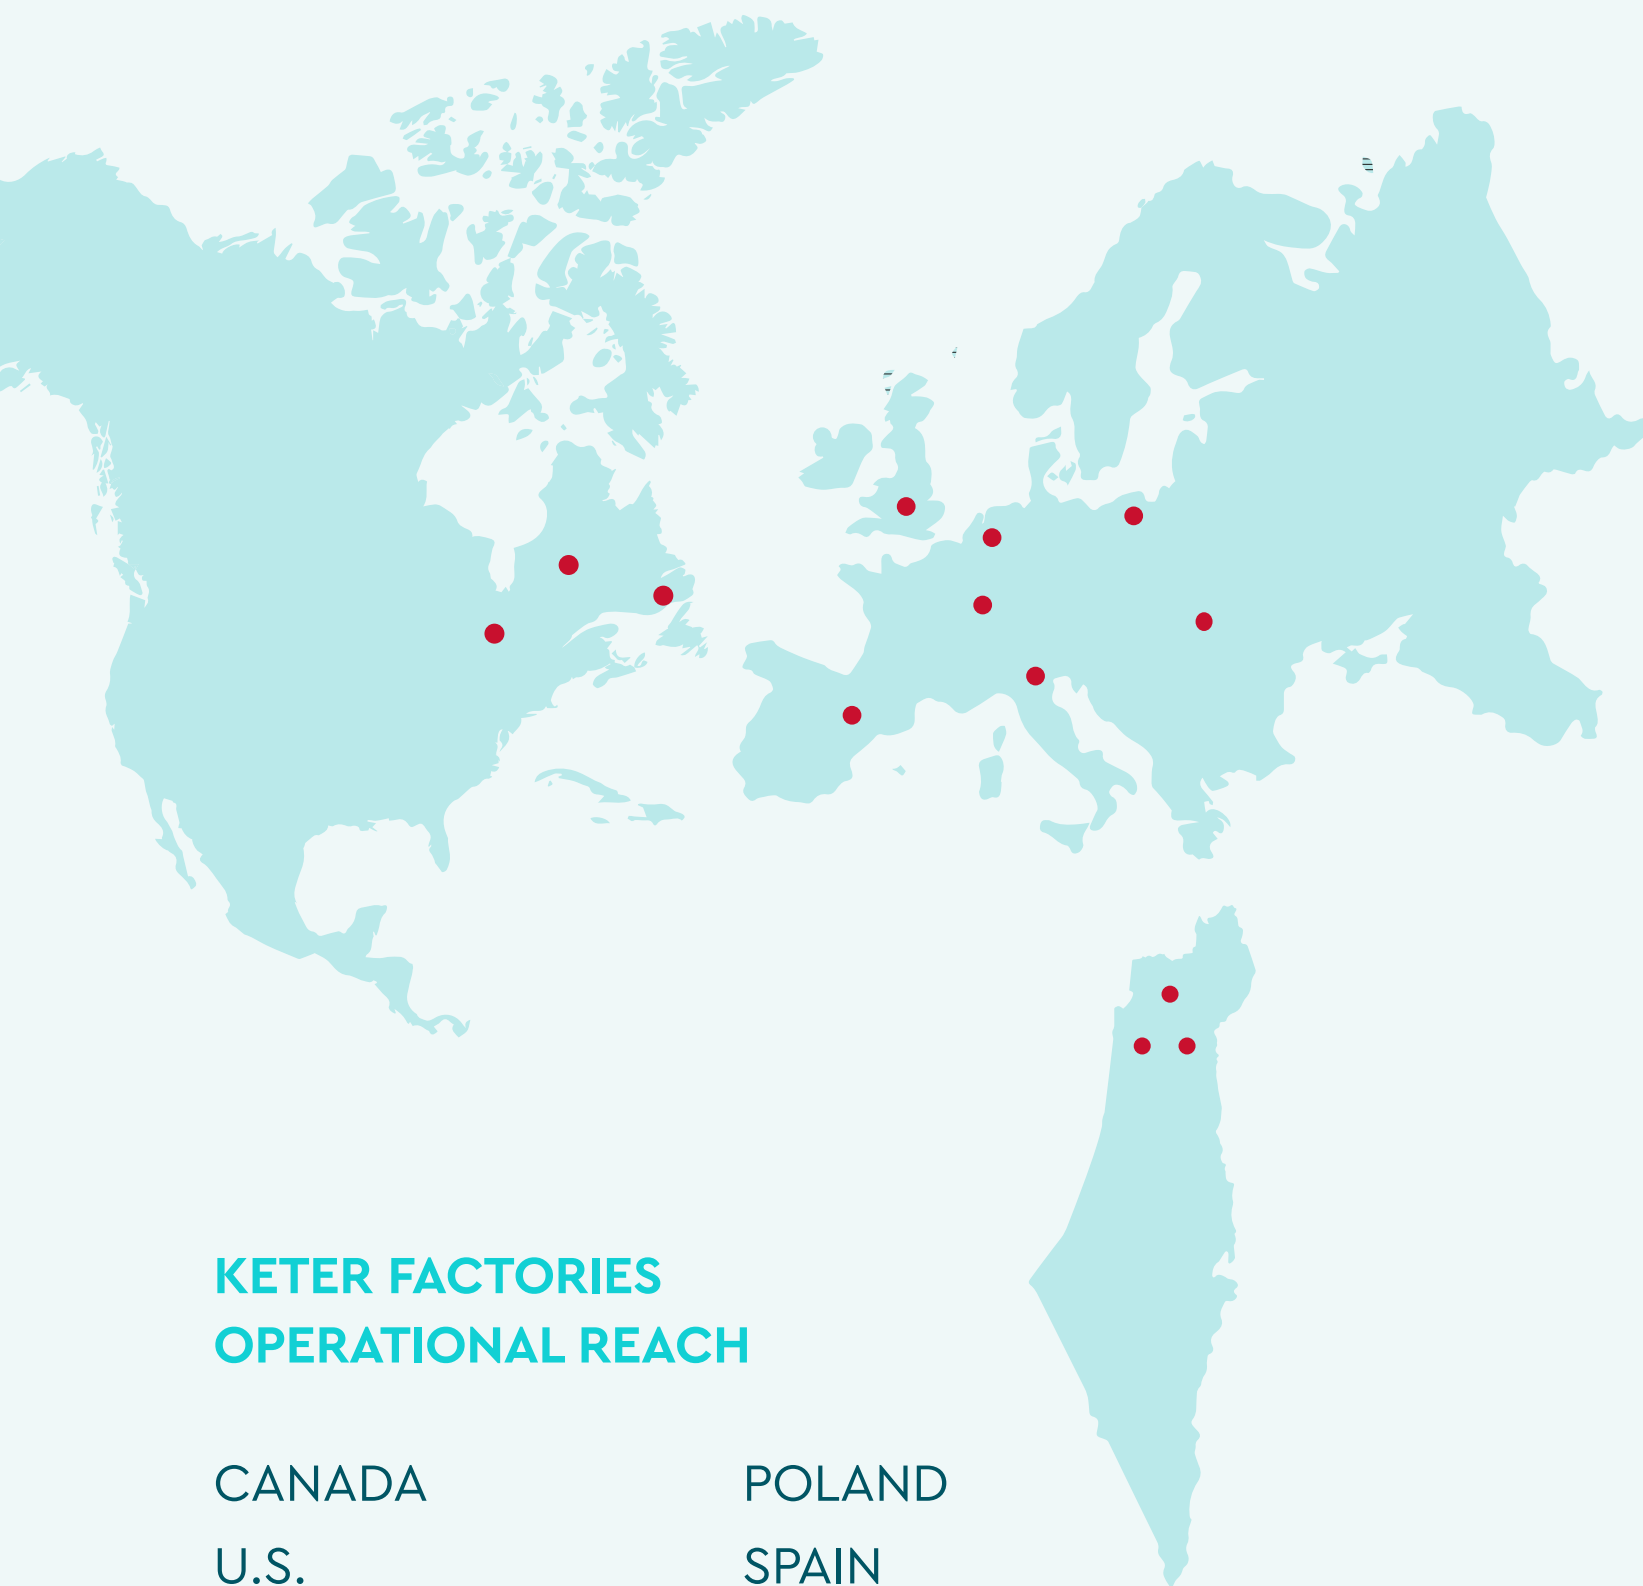 KETER FACTORIES
OPERATIONAL REACH
CANADA
U.S.
POLAND
SPAIN